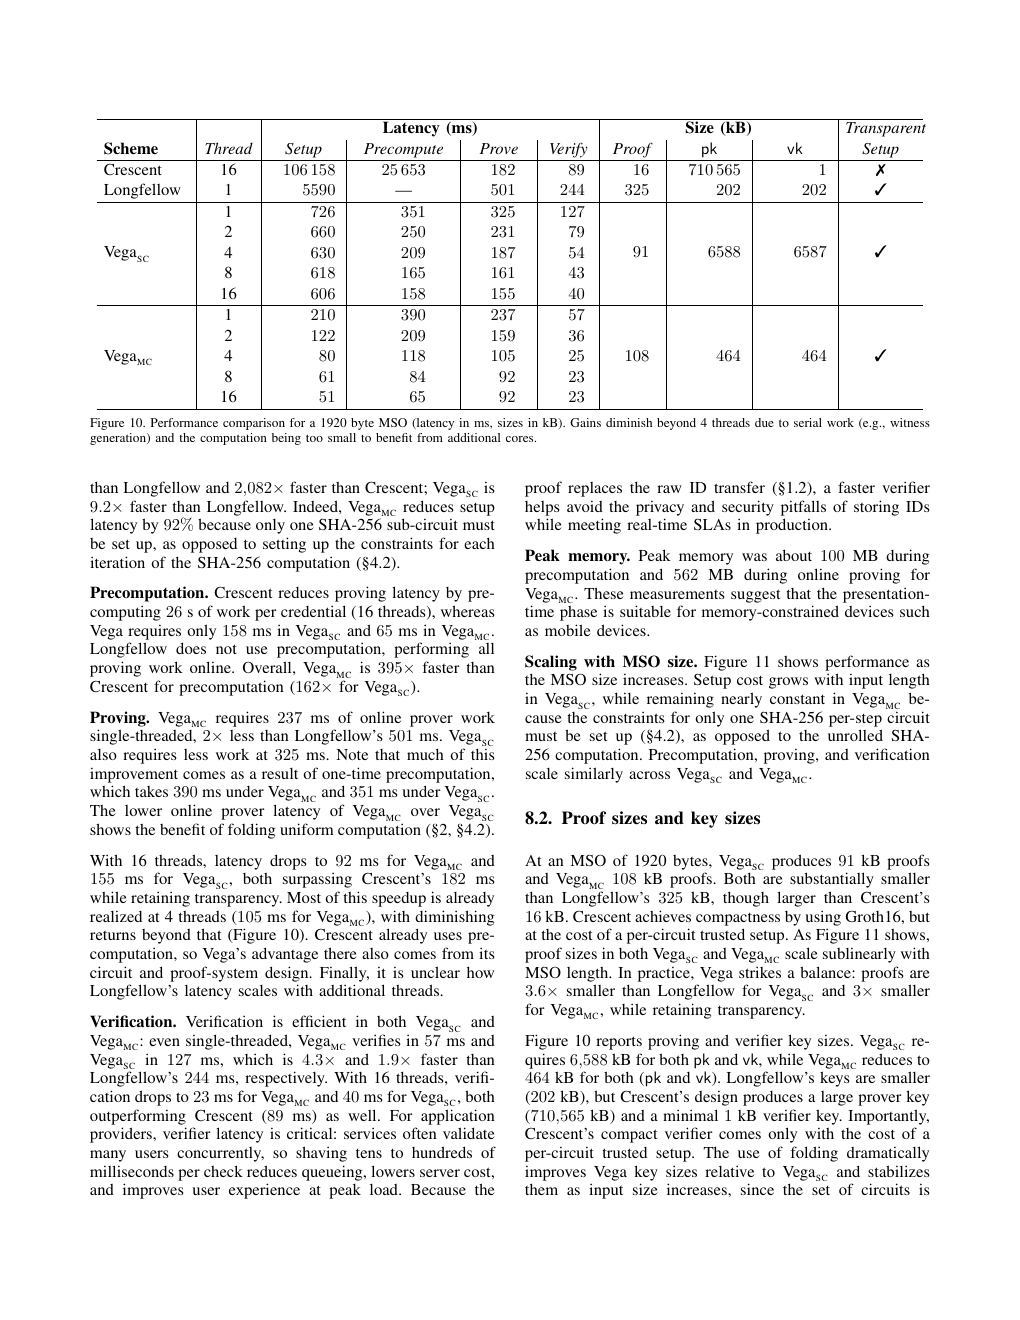 Latency (ms) Size (kB) Transparent
Scheme Thread Setup Precompute Prove Verify Proof pk vk Setup
Crescent 16 106 158 25 653 182 89 16 710 565 1 ✗
Longfellow 1 5590 — 501 244 325 202 202 ✓
1 726 351 325 127
2 660 250 231 79
VegaSC 4 630 209 187 54 91 6588 6587 ✓
8 618 165 161 43
16 606 158 155 40
1 210 390 237 57
2 122 209 159 36
VegaMC 4 80 118 105 25 108 464 464 ✓
8 61 84 92 23
16 51 65 92 23
Figure 10. Performance comparison for a 1920 byte MSO (latency in ms, sizes in kB). Gains diminish beyond 4 threads due to serial work (e.g., witness
generation) and the computation being too small to benefit from additional cores.
than Longfellow and 2,082× faster than Crescent; VegaSC is
9.2× faster than Longfellow. Indeed, VegaMC reduces setup
latency by 92% because only one SHA-256 sub-circuit must
be set up, as opposed to setting up the constraints for each
iteration of the SHA-256 computation (§4.2).
Precomputation. Crescent reduces proving latency by pre-
computing 26 s of work per credential (16 threads), whereas
Vega requires only 158 ms in VegaSC and 65 ms in VegaMC.
Longfellow does not use precomputation, performing all
proving work online. Overall, VegaMC is 395× faster than
Crescent for precomputation (162× for VegaSC).
Proving. VegaMC requires 237 ms of online prover work
single-threaded, 2× less than Longfellow's 501 ms. VegaSC
also requires less work at 325 ms. Note that much of this
improvement comes as a result of one-time precomputation,
which takes 390 ms under VegaMC and 351 ms under VegaSC.
The lower online prover latency of VegaMC over VegaSC
shows the benefit of folding uniform computation (§2, §4.2).
With 16 threads, latency drops to 92 ms for VegaMC and
155 ms for VegaSC, both surpassing Crescent's 182 ms
while retaining transparency. Most of this speedup is already
realized at 4 threads (105 ms for VegaMC), with diminishing
returns beyond that (Figure 10). Crescent already uses pre-
computation, so Vega's advantage there also comes from its
circuit and proof-system design. Finally, it is unclear how
Longfellow's latency scales with additional threads.
Verification. Verification is efficient in both VegaSC and
VegaMC: even single-threaded, VegaMC verifies in 57 ms and
VegaSC in 127 ms, which is 4.3× and 1.9× faster than
Longfellow's 244 ms, respectively. With 16 threads, verifi-
cation drops to 23 ms for VegaMC and 40 ms for VegaSC, both
outperforming Crescent (89 ms) as well. For application
providers, verifier latency is critical: services often validate
many users concurrently, so shaving tens to hundreds of
milliseconds per check reduces queueing, lowers server cost,
and improves user experience at peak load. Because the
proof replaces the raw ID transfer (§1.2), a faster verifier
helps avoid the privacy and security pitfalls of storing IDs
while meeting real-time SLAs in production.
Peak memory. Peak memory was about 100 MB during
precomputation and 562 MB during online proving for
VegaMC. These measurements suggest that the presentation-
time phase is suitable for memory-constrained devices such
as mobile devices.
Scaling with MSO size. Figure 11 shows performance as
the MSO size increases. Setup cost grows with input length
in VegaSC, while remaining nearly constant in VegaMC be-
cause the constraints for only one SHA-256 per-step circuit
must be set up (§4.2), as opposed to the unrolled SHA-
256 computation. Precomputation, proving, and verification
scale similarly across VegaSC and VegaMC.
8.2. Proof sizes and key sizes
At an MSO of 1920 bytes, VegaSC produces 91 kB proofs
and VegaMC 108 kB proofs. Both are substantially smaller
than Longfellow's 325 kB, though larger than Crescent's
16 kB. Crescent achieves compactness by using Groth16, but
at the cost of a per-circuit trusted setup. As Figure 11 shows,
proof sizes in both VegaSC and VegaMC scale sublinearly with
MSO length. In practice, Vega strikes a balance: proofs are
3.6× smaller than Longfellow for VegaSC and 3× smaller
for VegaMC, while retaining transparency.
Figure 10 reports proving and verifier key sizes. VegaSC re-
quires 6,588 kB for both pk and vk, while VegaMC reduces to
464 kB for both (pk and vk). Longfellow's keys are smaller
(202 kB), but Crescent's design produces a large prover key
(710,565 kB) and a minimal 1 kB verifier key. Importantly,
Crescent's compact verifier comes only with the cost of a
per-circuit trusted setup. The use of folding dramatically
improves Vega key sizes relative to VegaSC and stabilizes
them as input size increases, since the set of circuits is